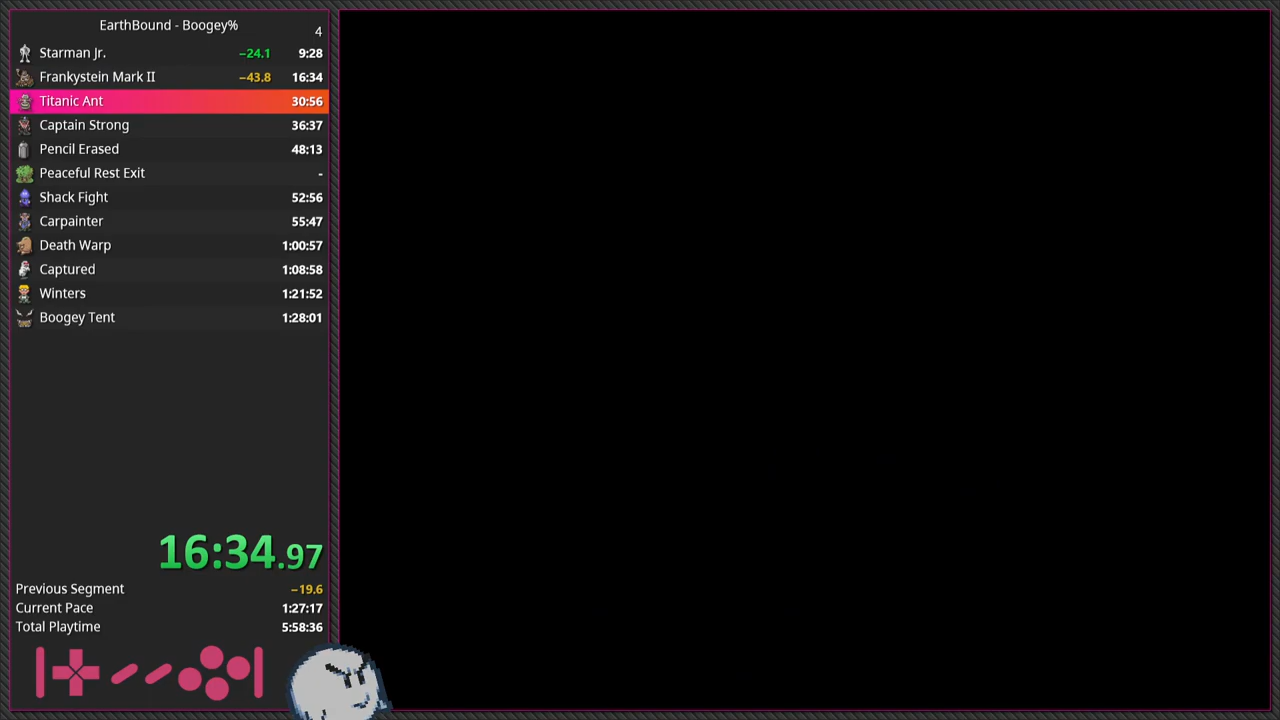 EarthBound - Boogey%
4
Starman Jr. −24.1 9:28
Frankystein Mark II −43.8 16:34
Titanic Ant 30:56
Captain Strong 36:37
Pencil Erased 48:13
Peaceful Rest Exit -
Shack Fight 52:56
Carpainter 55:47
Death Warp 1:00:57
Captured 1:08:58
Winters 1:21:52
Boogey Tent 1:28:01
16:34.97
Previous Segment −19.6
Current Pace 1:27:17
Total Playtime 5:58:36